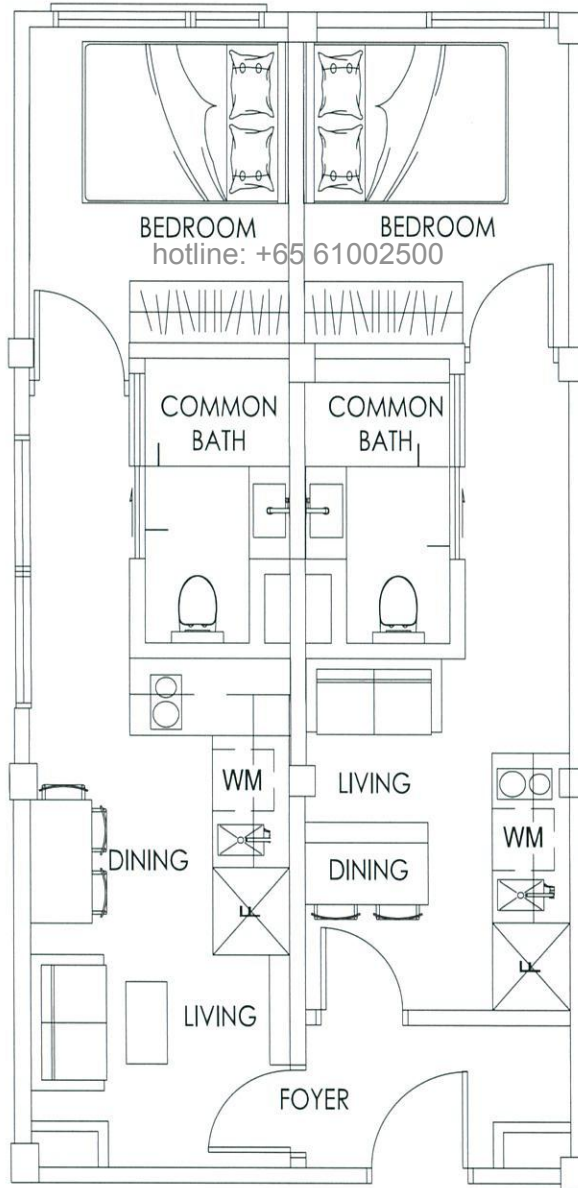 BEDROOM
BEDROOM
hotline: +65 61002500
COMMON
BATH
COMMON
BATH
WM
LIVING
WM
DINING
DINING
LIVING
FOYER